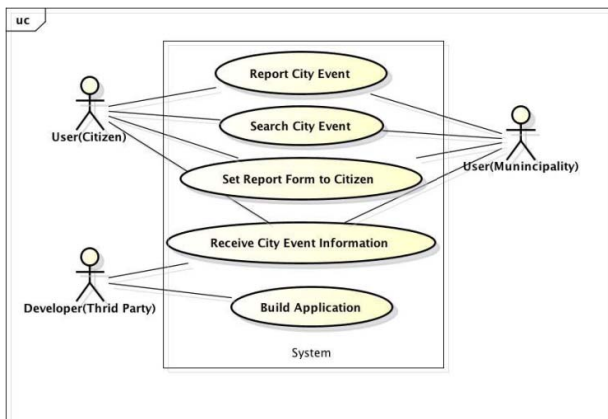 uc
Report City Event
Search City Event
User(Citizen)
User(Munincipality)
Set Report Form to Citizen
Receive City Event Information
Developer(Thrid Party)
Build Application
System